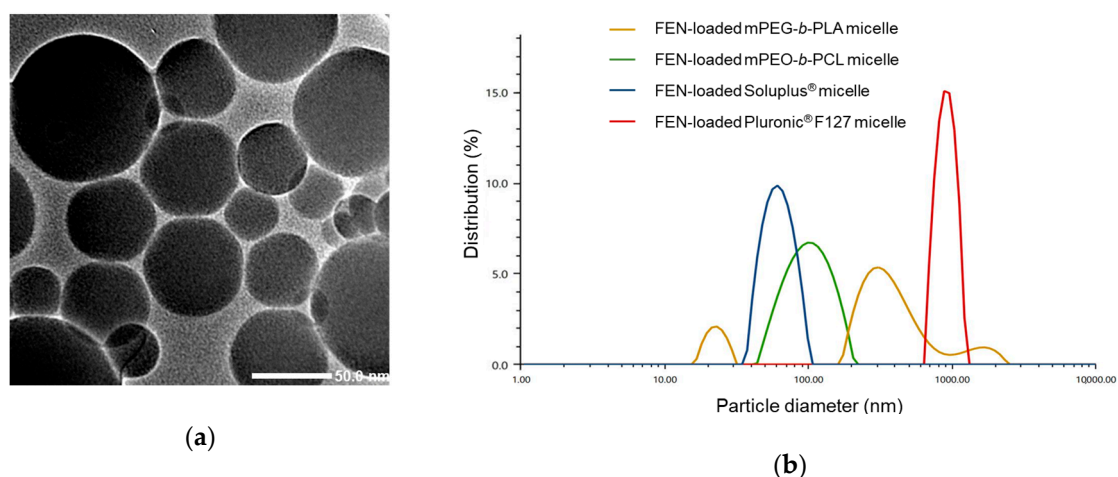 50.0 nm
(a)
FEN-loaded mPEG-b-PLA micelle
FEN-loaded mPEO-b-PCL micelle
FEN-loaded Soluplus® micelle
FEN-loaded Pluronic® F127 micelle
Distribution (%)
15.0
10.0
5.0
0.0
1.00 10.00 100.00 1000.00 10000.00
Particle diameter (nm)
(b)